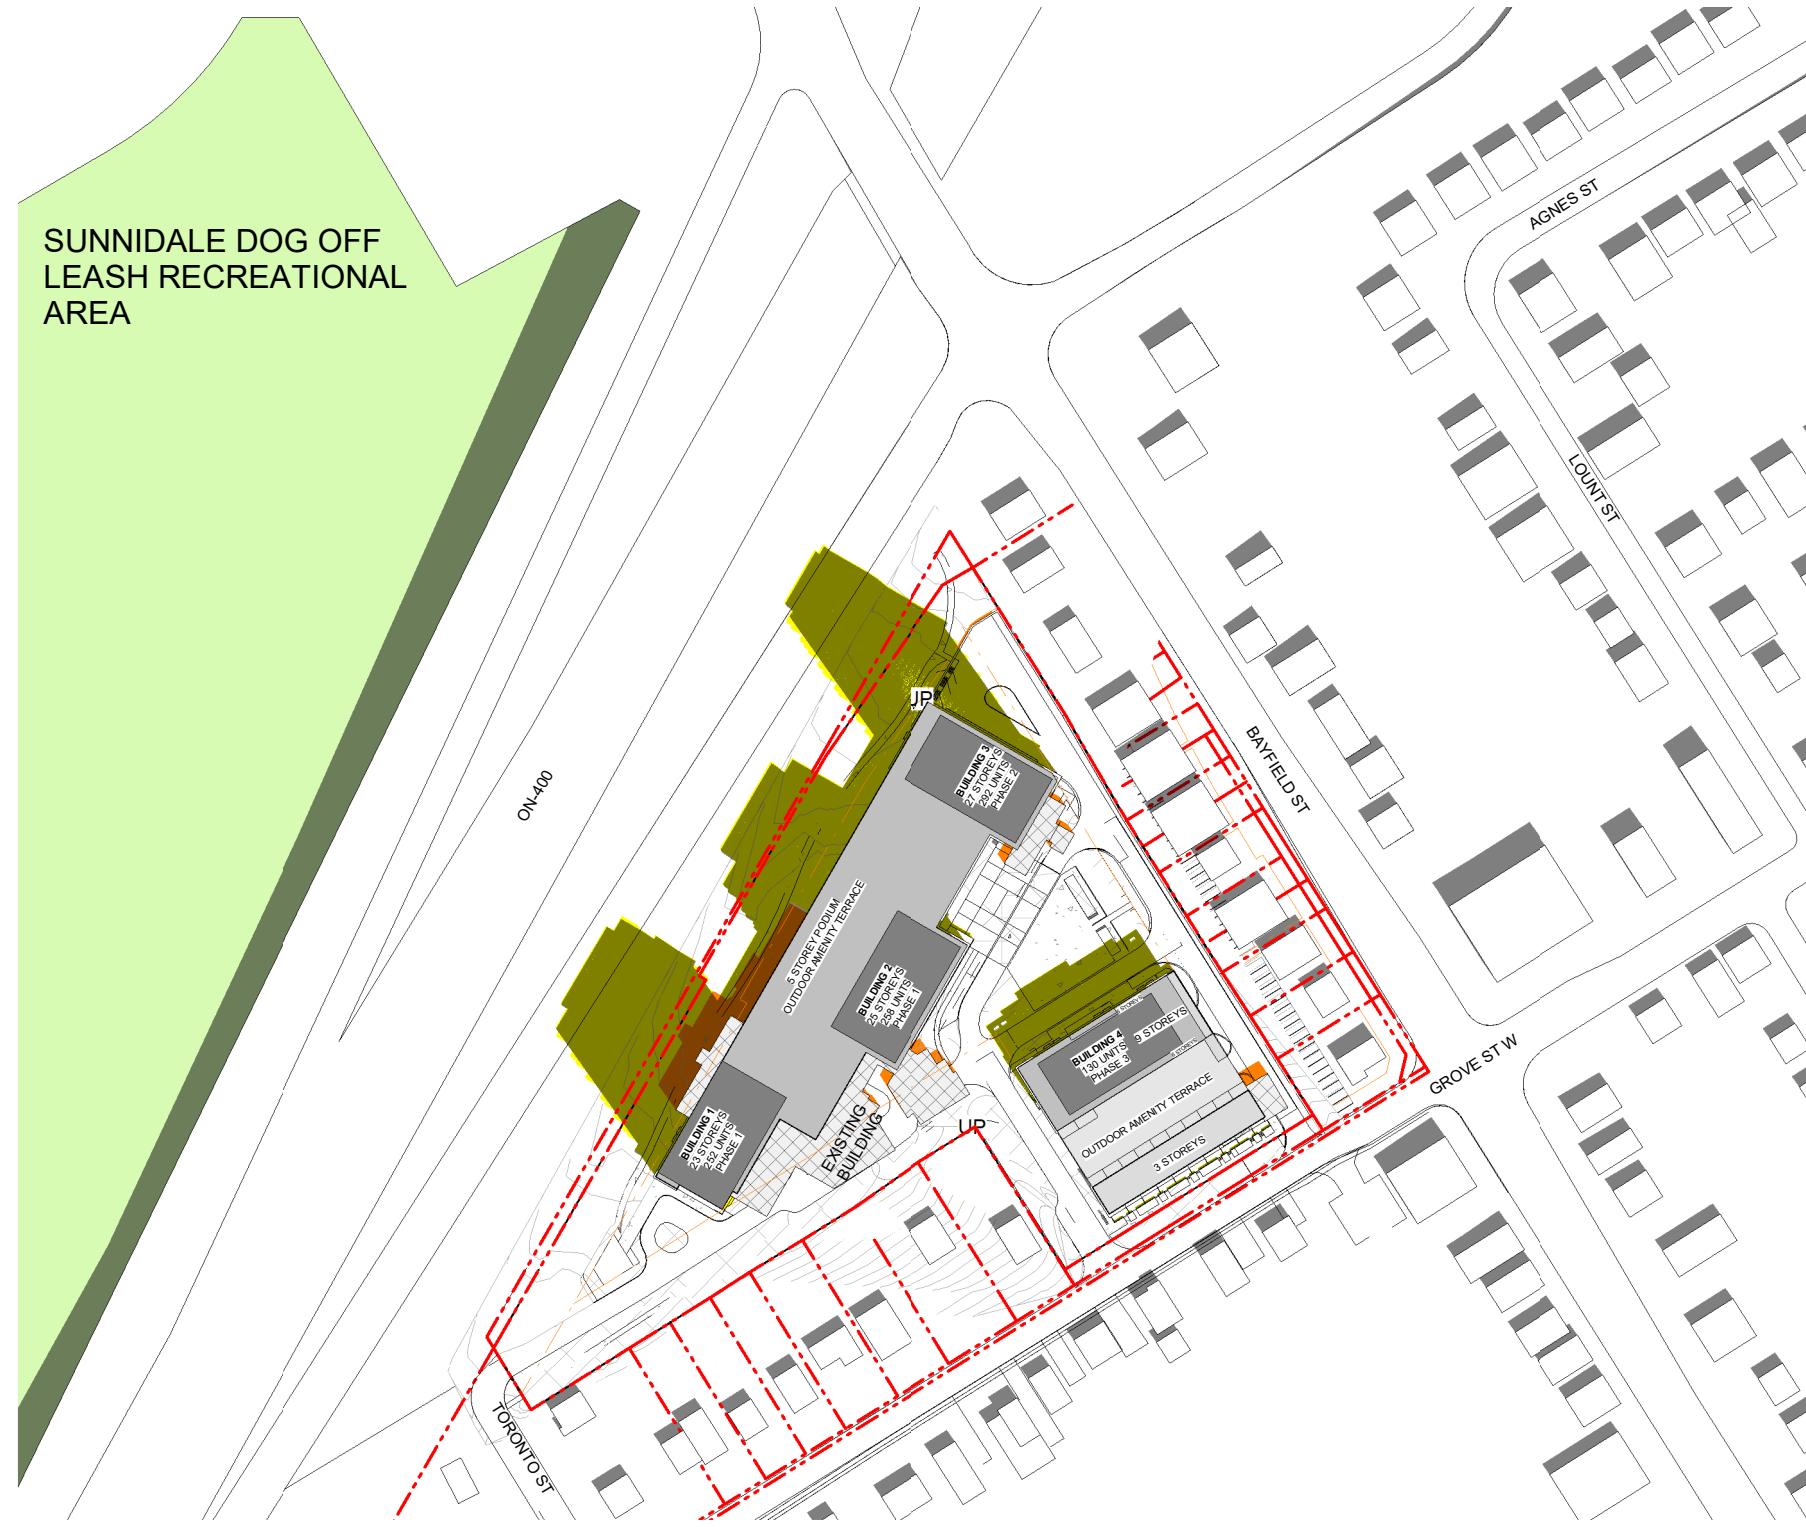 SUNNIDALE DOG OFF
LEASH RECREATIONAL
AREA
AGNES ST
LOUNT ST
BAYFIELD ST
GROVE ST W
TORONTO ST
ON-400
UP
BUILDING 3
27 STOREYS
292 UNITS
PHASE 2
5 STOREY PODIUM
OUTDOOR AMENITY TERRACE
BUILDING 2
25 STOREYS
258 UNITS
PHASE 1
BUILDING 1
23 STOREYS
252 UNITS
PHASE 1
EXISTING
BUILDING
UP
BUILDING 4
130 UNITS
PHASE 3
9 STOREYS
OUTDOOR AMENITY TERRACE
3 STOREYS